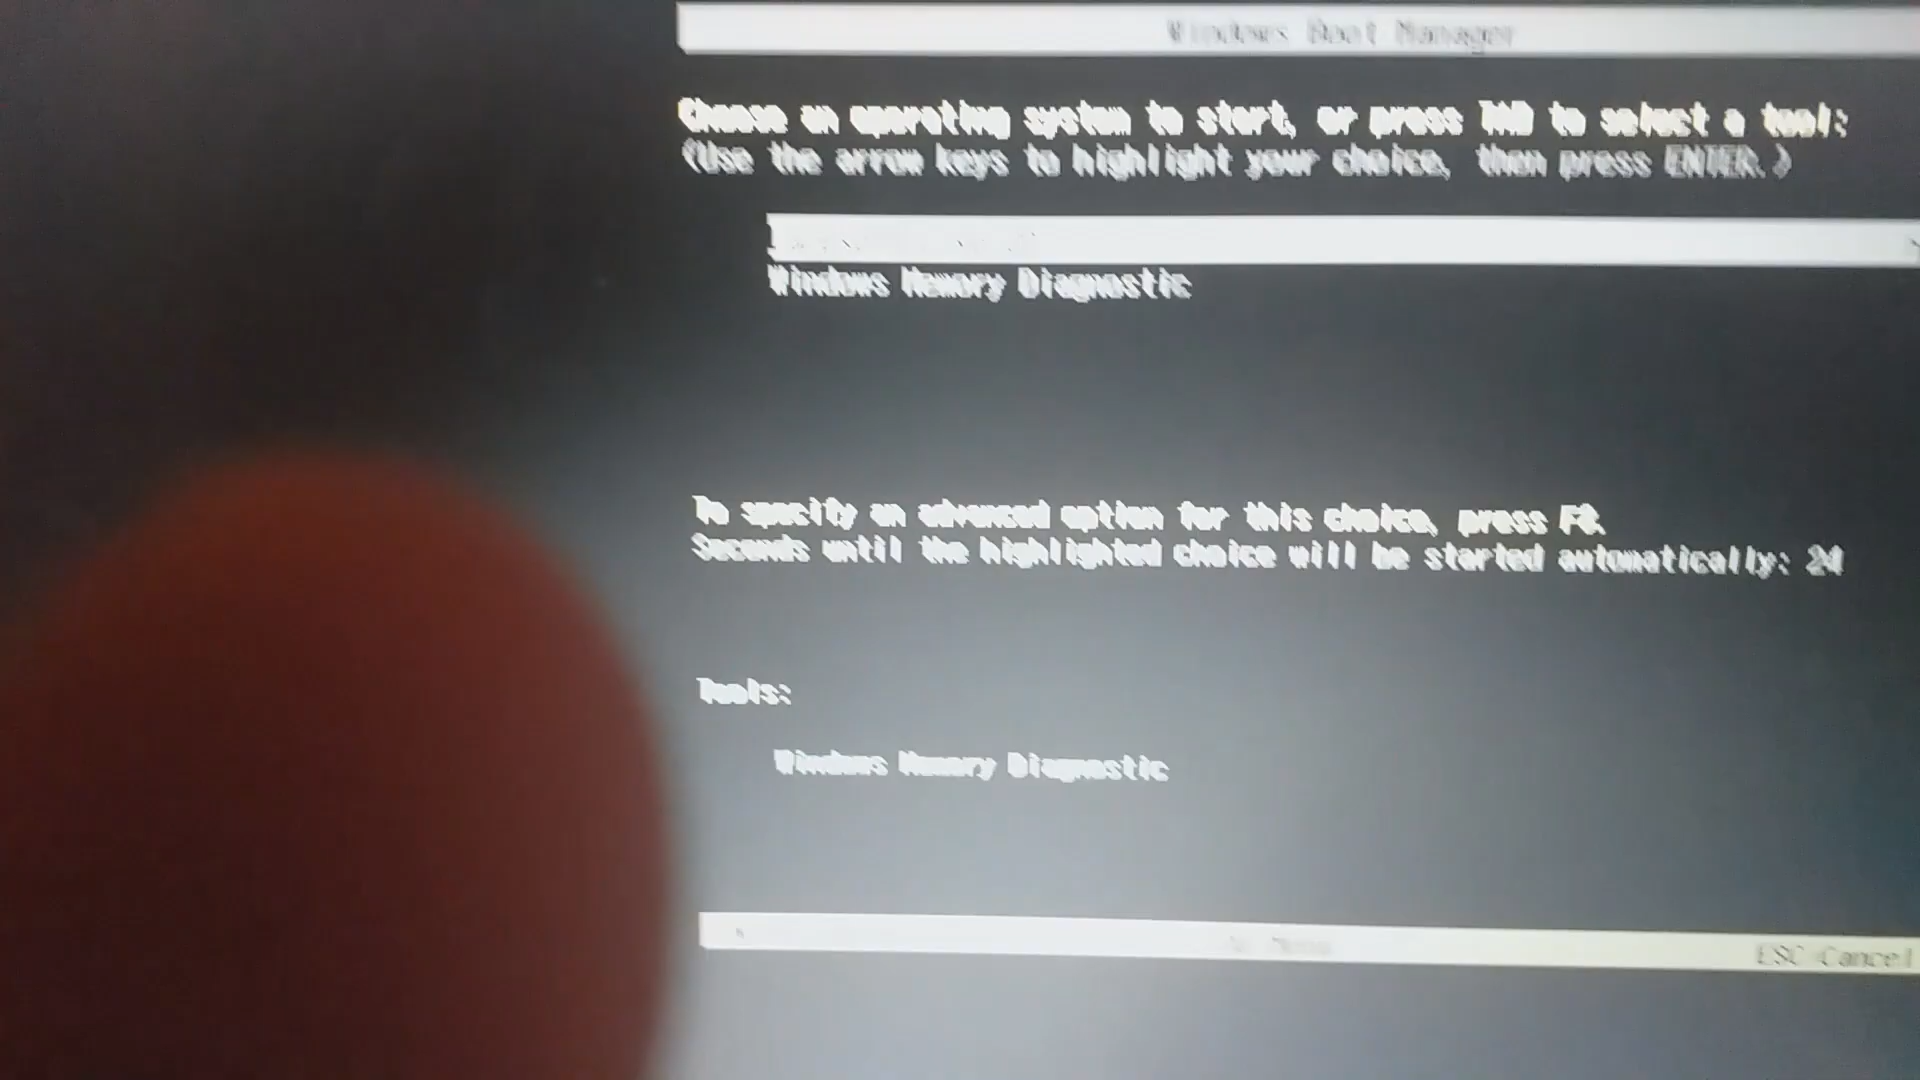 Windows Boot Manager
Choose an operating system to start, or press TAB to select a tool:
(Use the arrow keys to highlight your choice, then press ENTER.)
Windows Memory Diagnostic
To specify an advanced option for this choice, press F8.
Seconds until the highlighted choice will be started automatically: 24
Tools:
Windows Memory Diagnostic
Menu ESC=Cancel